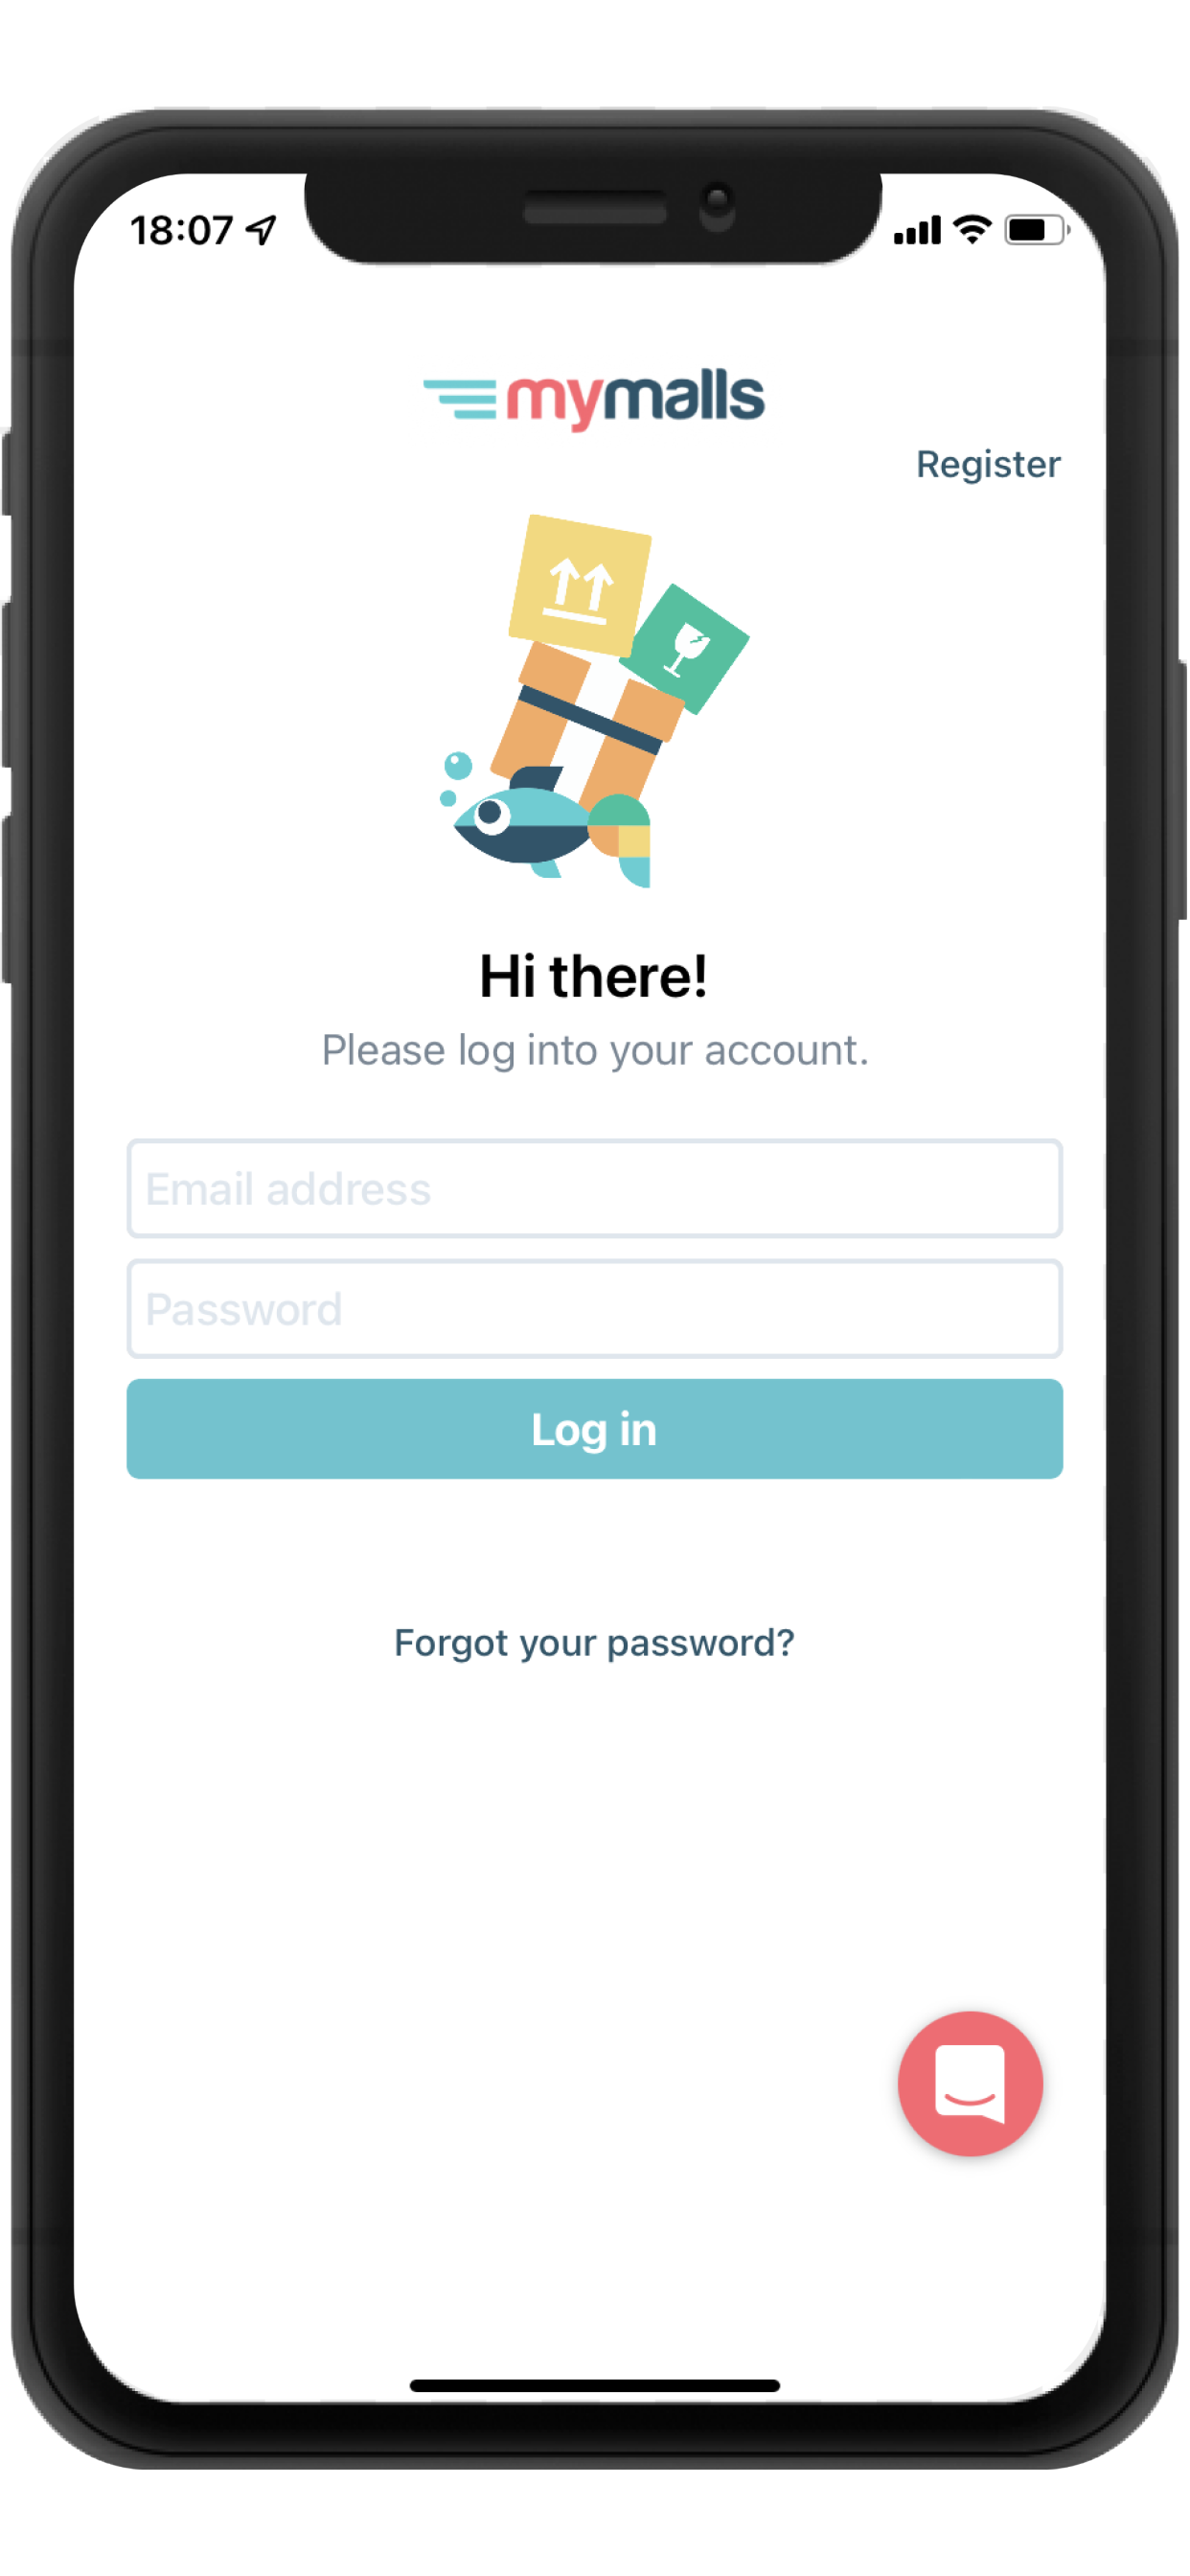 18:07
mymalls
Register
Hi there!
Please log into your account.
Email address
Password
Log in
Forgot your password?